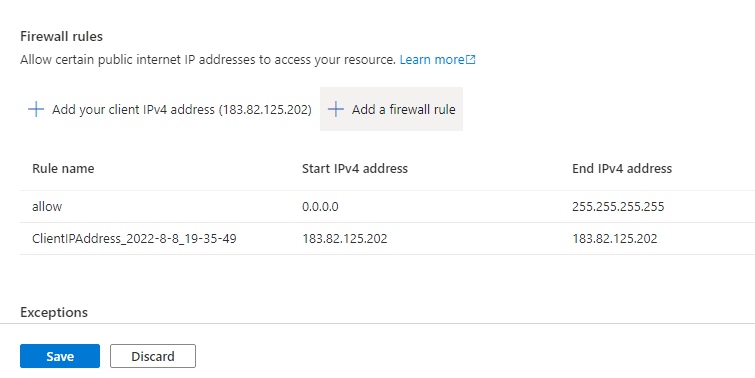 Firewall rules
Allow certain public internet IP addresses to access your resource. Learn more
Add your client IPv4 address (183.82.125.202) Add a firewall rule
Rule name Start IPv4 address End IPv4 address
allow 0.0.0.0 255.255.255.255
ClientIPAddress_2022-8-8_19-35-49 183.82.125.202 183.82.125.202
Exceptions
Save Discard